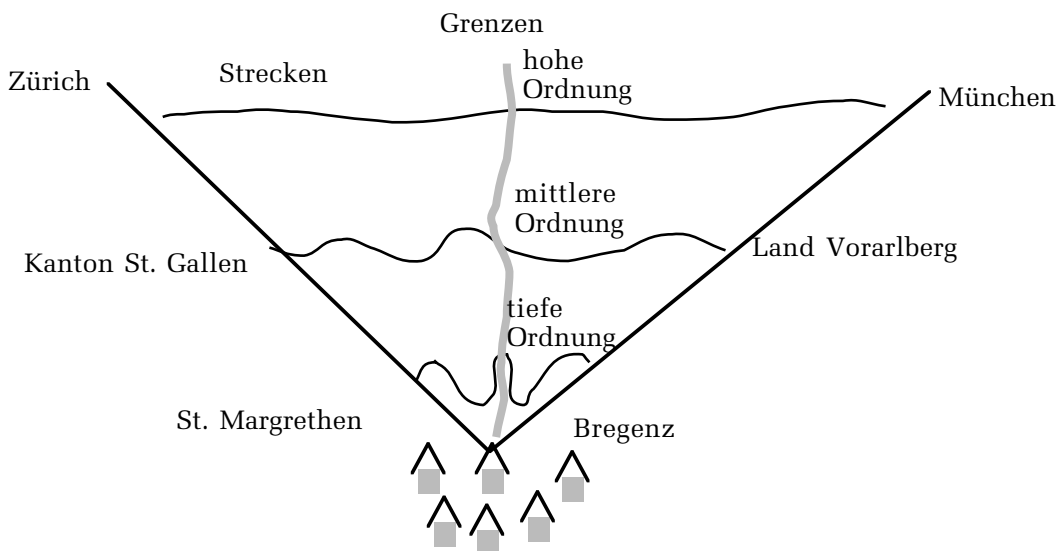 Grenzen
Zürich
Strecken
hohe
Ordnung
München
mittlere
Ordnung
Kanton St. Gallen
Land Vorarlberg
tiefe
Ordnung
St. Margrethen
Bregenz